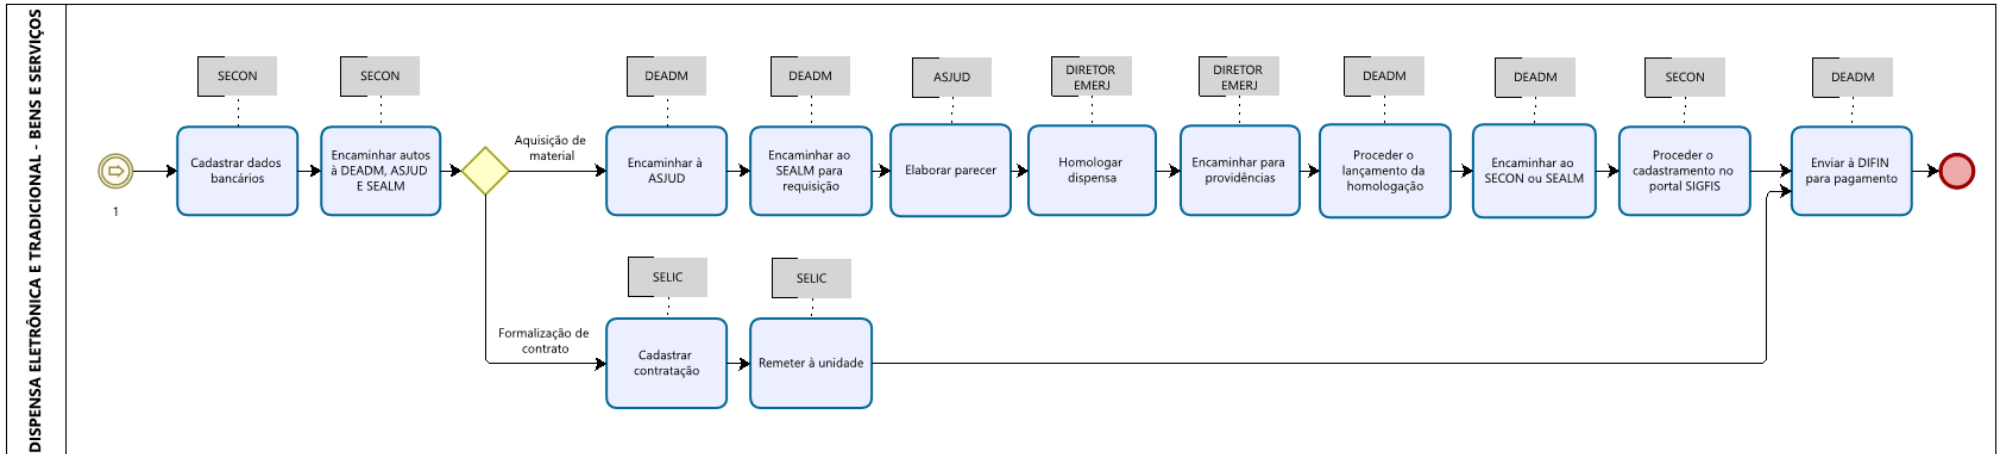 DISPENSA ELETRÔNICA E TRADICIONAL - BENS E SERVIÇOS
1
SECON
Cadastrar dados
bancários
SECON
Encaminhar autos
à DEADM, ASJUD
E SEALM
Aquisição de
material
DEADM
Encaminhar à
ASJUD
DEADM
Encaminhar ao
SEALM para
requisição
ASJUD
Elaborar parecer
DIRETOR
EMERJ
Homologar
dispensa
DIRETOR
EMERJ
Encaminhar para
providências
DEADM
Proceder o
lançamento da
homologação
DEADM
Encaminhar ao
SECON ou SEALM
SECON
Proceder o
cadastramento no
portal SIGFIS
DEADM
Enviar à DIFIN
para pagamento
Formalização de
contrato
SELIC
Cadastrar
contratação
SELIC
Remeter à unidade